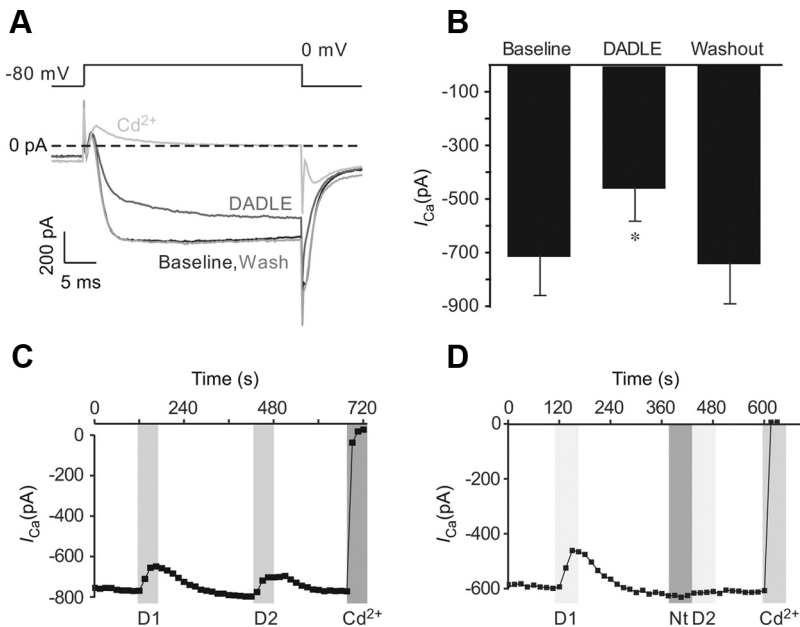 A
0 mV
-80 mV
Cd2+
0 pA
DADLE
Baseline, Wash
200 pA
5 ms
B
Baseline DADLE Washout
-100
-300
-500
-700
-900
ICa(pA)
*
C
Time (s)
0 240 480 720
0
-200
-400
-600
-800
ICa(pA)
D1 D2 Cd2+
D
Time (s)
0 120 240 360 480 600
0
-200
-400
-600
ICa(pA)
D1 Nt D2 Cd2+